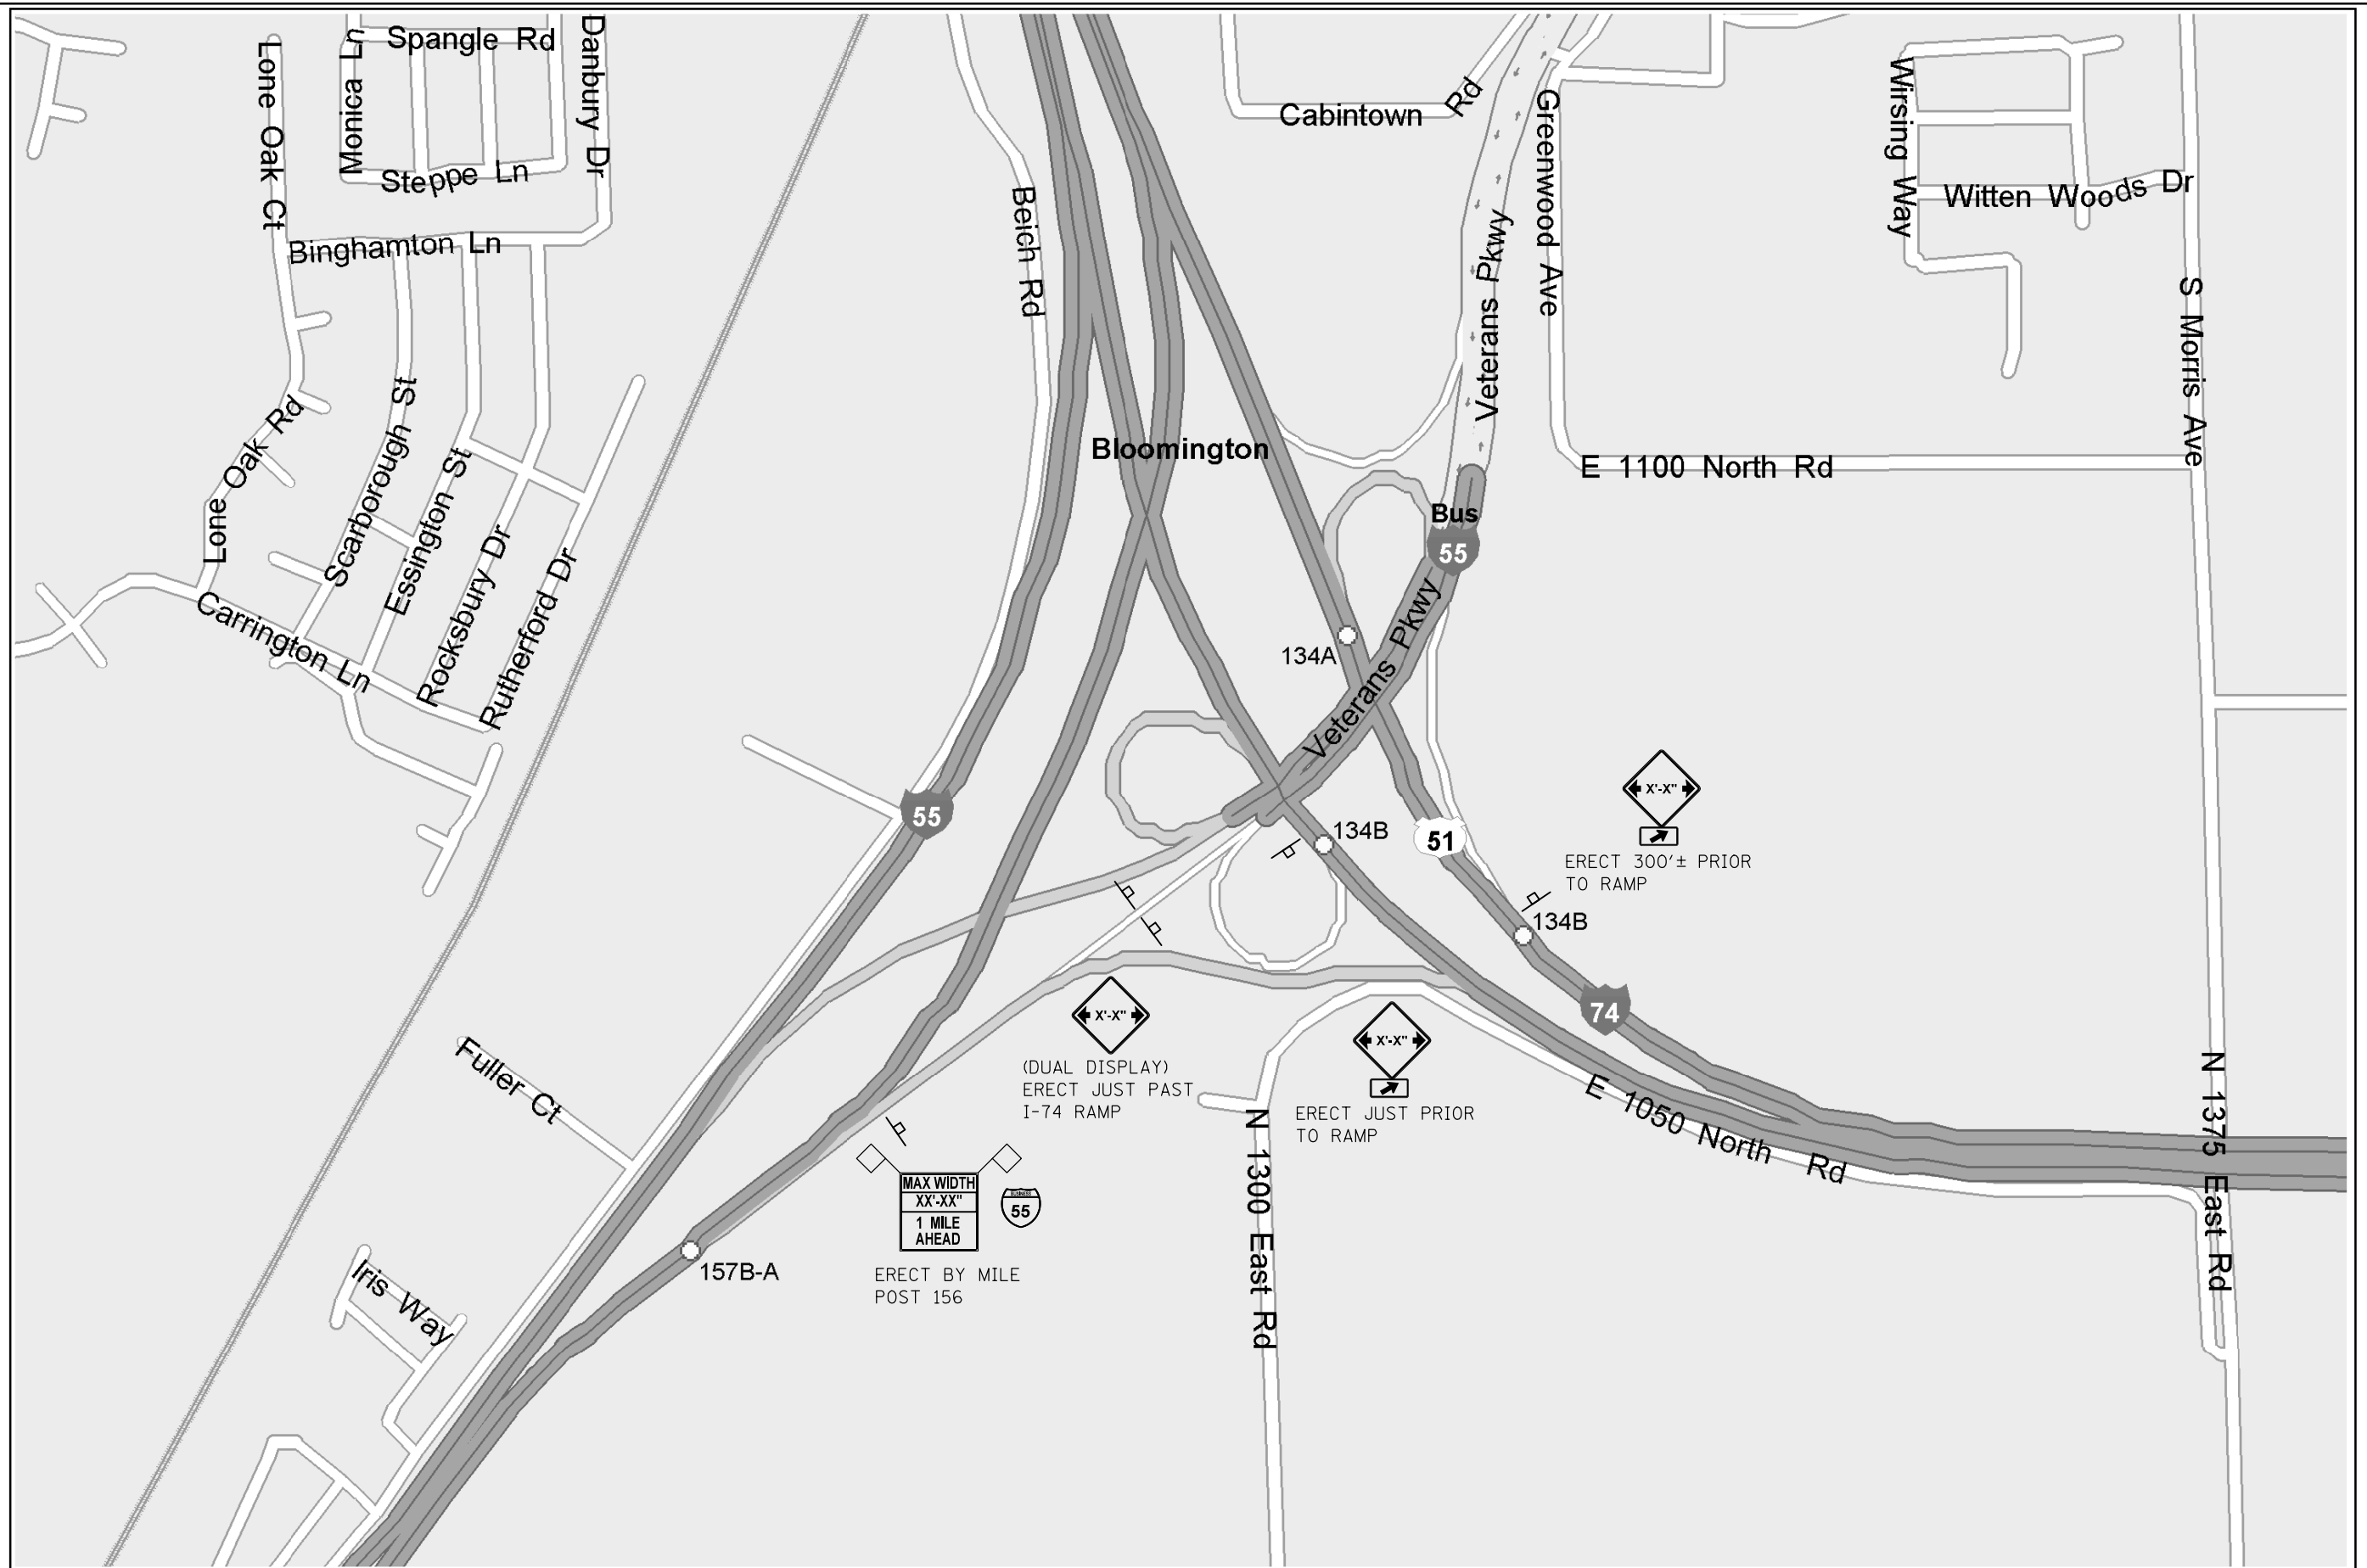 Spangle Rd
Lone Oak Ct
Monica Ln
Danbury Dr
Steppe Ln
Binghamton Ln
Beich Rd
Cabintown Rd
Greenwood Ave
Veterans Pkwy
Wirsing Way
Witten Woods Dr
S Morris Ave
Lone Oak Rd
Scarborough St
Essington St
Rocksbury Dr
Rutherford Dr
Carrington Ln
Bloomington
E 1100 North Rd
Bus
55
134A
Veterans Pkwy
55
134B
51
X'-X"
ERECT 300'± PRIOR
TO RAMP
134B
74
X'-X"
(DUAL DISPLAY)
ERECT JUST PAST
I-74 RAMP
X'-X"
ERECT JUST PRIOR
TO RAMP
Fuller Ct
N 1300 East Rd
E 1050 North Rd
N 1375 East Rd
MAX WIDTH
XX'-XX"
1 MILE
AHEAD
BUSINESS
55
ERECT BY MILE
POST 156
157B-A
Iris Way